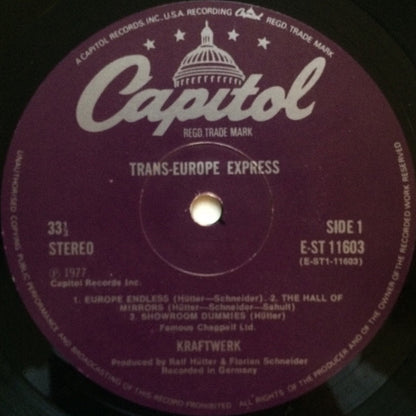 A CAPITOL RECORDS, INC., U.S.A. RECORDING ®REGD. TRADE MARK
Capitol
REGD. TRADE MARK
TRANS-EUROPE EXPRESS
33⅓
STEREO
SIDE 1
E-ST 11603
(E-ST1-11603)
℗ 1977
Capitol Records Inc.
1. EUROPE ENDLESS (Hütter—Schneider). 2. THE HALL OF
MIRRORS (Hütter—Schneider—Schult)
3. SHOWROOM DUMMIES (Hütter)
Famous Chappell Ltd.
KRAFTWERK
Produced by Ralf Hütter & Florian Schneider
Recorded in Germany
ALL RIGHTS OF THE PRODUCER AND OF THE OWNER OF THE RECORDED WORK RESERVED
UNAUTHORISED COPYING PUBLIC PERFORMANCE AND BROADCASTING OF THIS RECORD PROHIBITED